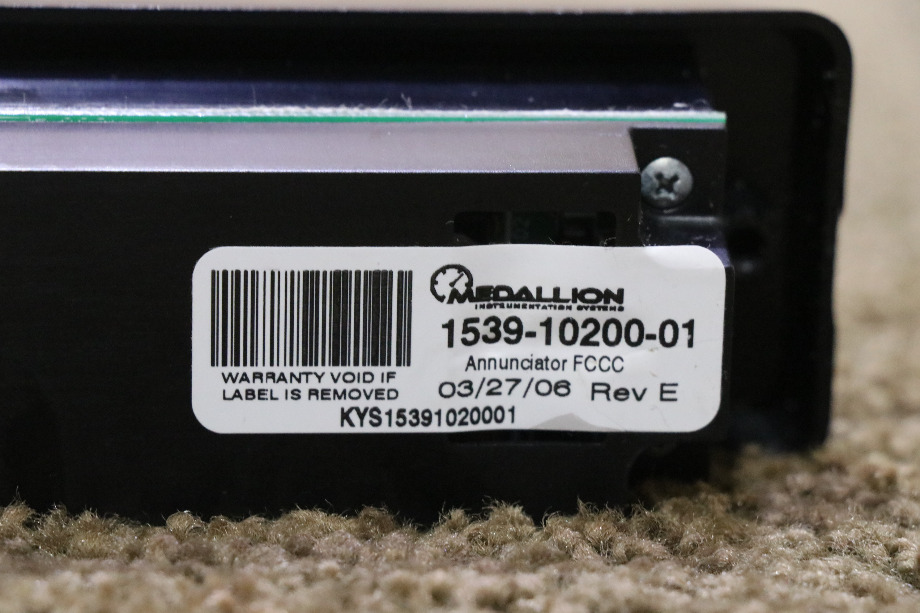 MEDALLION
INSTRUMENTATION SYSTEMS
1539-10200-01
Annunciator FCCC
03/27/06 Rev E
WARRANTY VOID IF
LABEL IS REMOVED
KYS15391020001